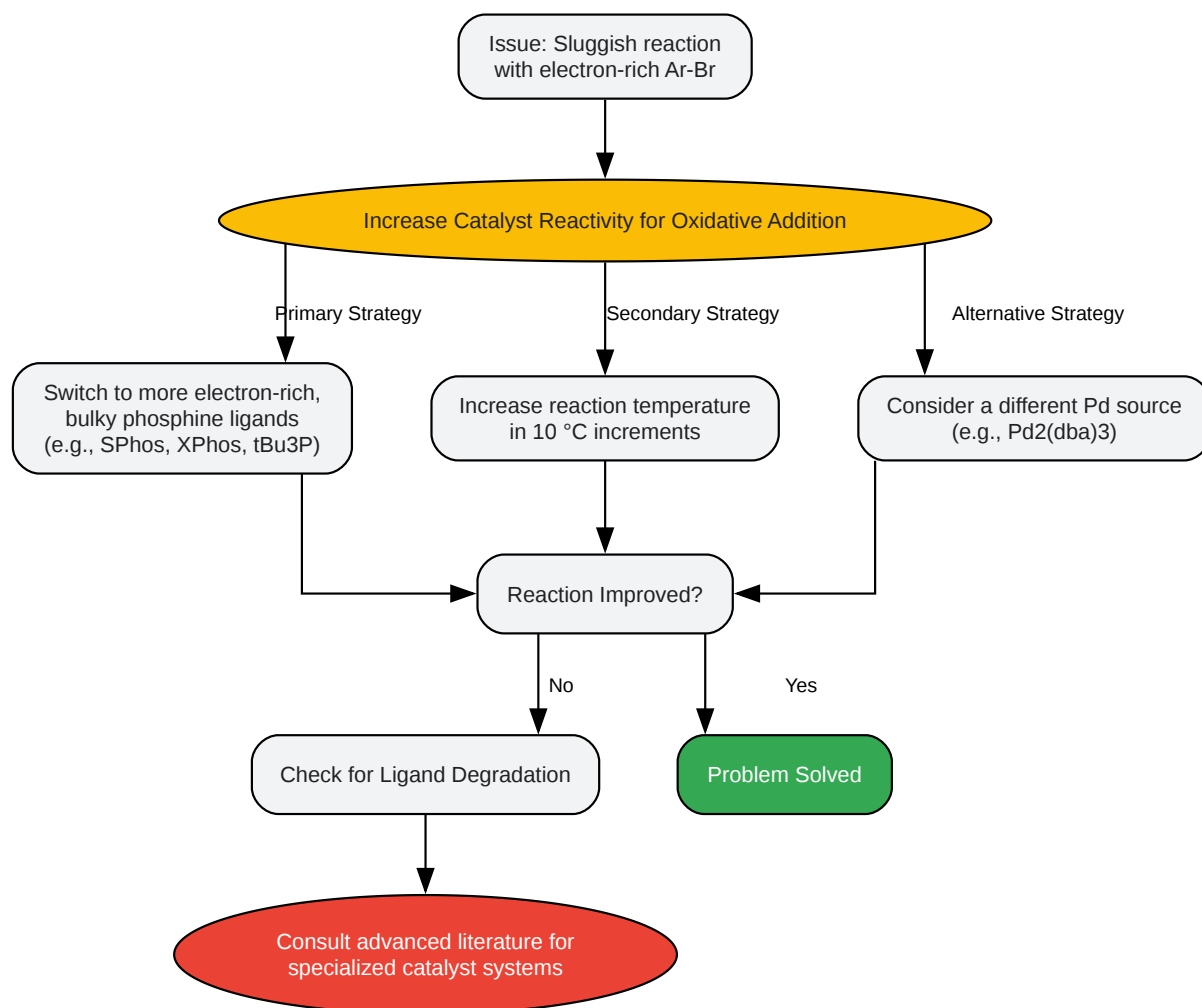 Issue: Sluggish reaction
with electron-rich Ar-Br
Increase Catalyst Reactivity for Oxidative Addition
Primary Strategy
Secondary Strategy
Alternative Strategy
Switch to more electron-rich,
bulky phosphine ligands
(e.g., SPhos, XPhos, tBu3P)
Increase reaction temperature
in 10 °C increments
Consider a different Pd source
(e.g., Pd2(dba)3)
Reaction Improved?
No
Yes
Check for Ligand Degradation
Problem Solved
Consult advanced literature for
specialized catalyst systems